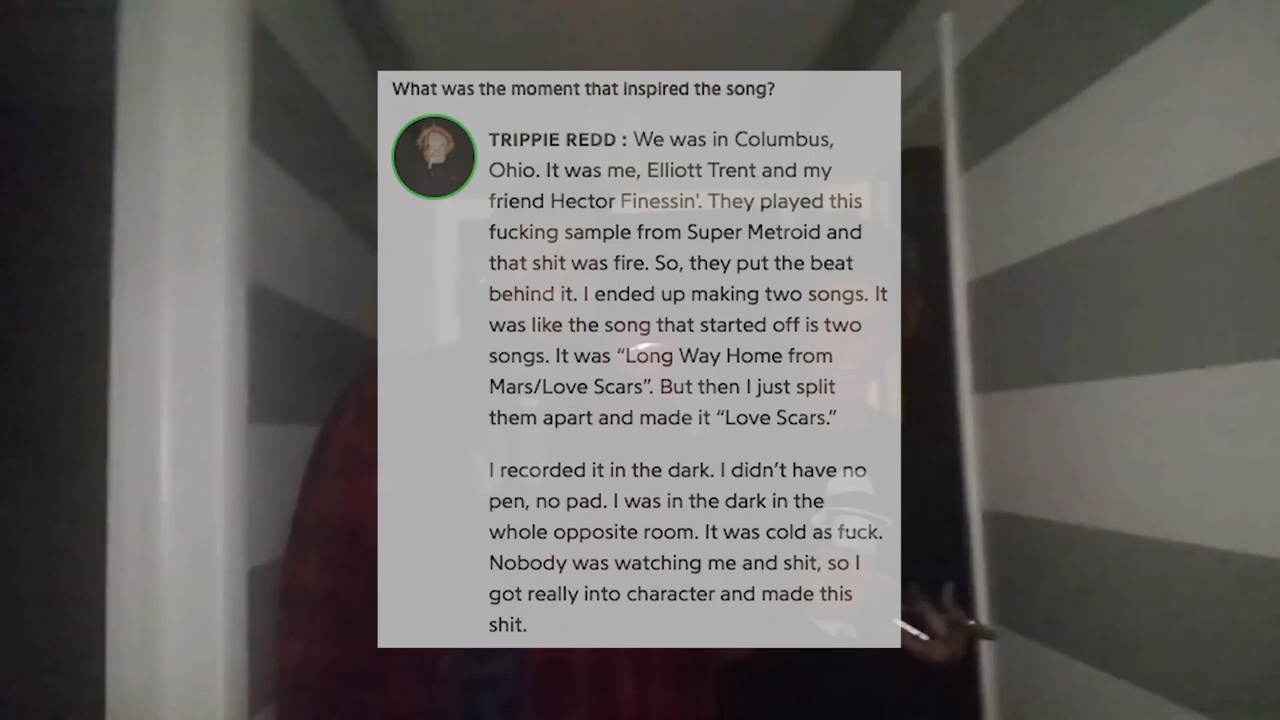 What was the moment that inspired the song?
TRIPPIE REDD : We was in Columbus,
Ohio. It was me, Elliott Trent and my
friend Hector Finessin'. They played this
fucking sample from Super Metroid and
that shit was fire. So, they put the beat
behind it. I ended up making two songs. It
was like the song that started off is two
songs. It was “Long Way Home from
Mars/Love Scars”. But then I just split
them apart and made it “Love Scars.”
I recorded it in the dark. I didn’t have no
pen, no pad. I was in the dark in the
whole opposite room. It was cold as fuck.
Nobody was watching me and shit, so I
got really into character and made this
shit.